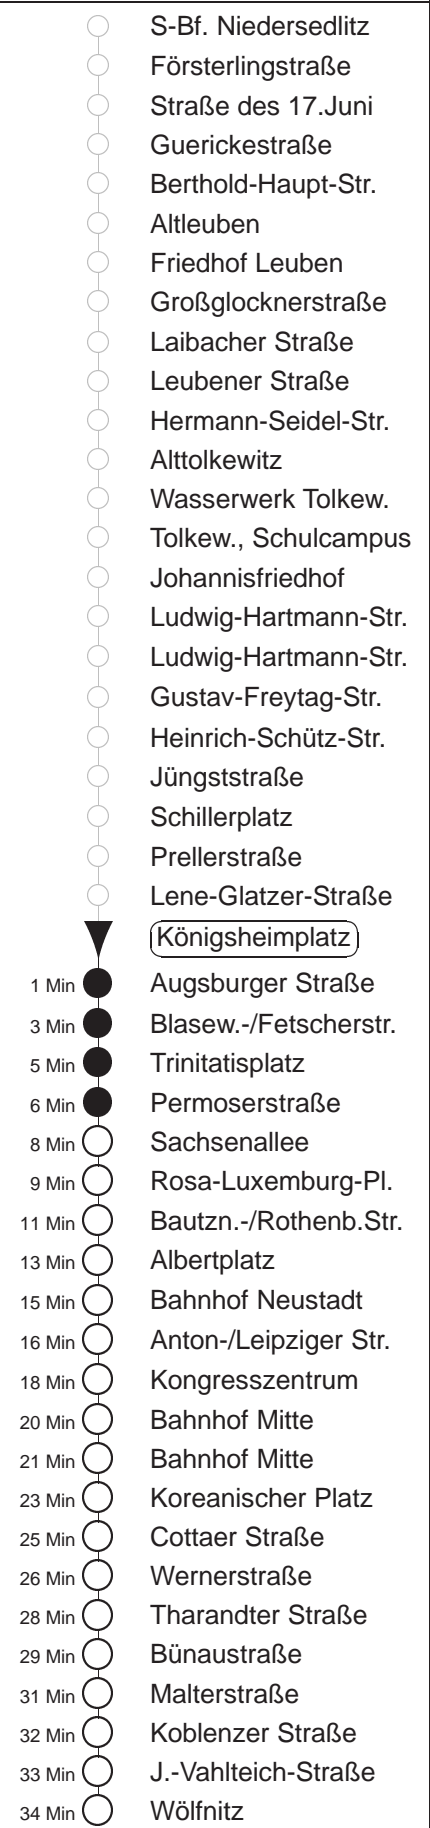 S-Bf. Niedersedlitz
Försterlingstraße
Straße des 17.Juni
Guerickestraße
Berthold-Haupt-Str.
Altleuben
Friedhof Leuben
Großglocknerstraße
Laibacher Straße
Leubener Straße
Hermann-Seidel-Str.
Alttolkewitz
Wasserwerk Tolkew.
Tolkew., Schulcampus
Johannisfriedhof
Ludwig-Hartmann-Str.
Ludwig-Hartmann-Str.
Gustav-Freytag-Str.
Heinrich-Schütz-Str.
Jüngststraße
Schillerplatz
Prellerstraße
Lene-Glatzer-Straße
Königsheimplatz
1 Min Augsburger Straße
3 Min Blasew.-/Fetscherstr.
5 Min Trinitatisplatz
6 Min Permoserstraße
8 Min Sachsenallee
9 Min Rosa-Luxemburg-Pl.
11 Min Bautzn.-/Rothenb.Str.
13 Min Albertplatz
15 Min Bahnhof Neustadt
16 Min Anton-/Leipziger Str.
18 Min Kongresszentrum
20 Min Bahnhof Mitte
21 Min Bahnhof Mitte
23 Min Koreanischer Platz
25 Min Cottaer Straße
26 Min Wernerstraße
28 Min Tharandter Straße
29 Min Bünaustraße
31 Min Malterstraße
32 Min Koblenzer Straße
33 Min J.-Vahlteich-Straße
34 Min Wölfnitz